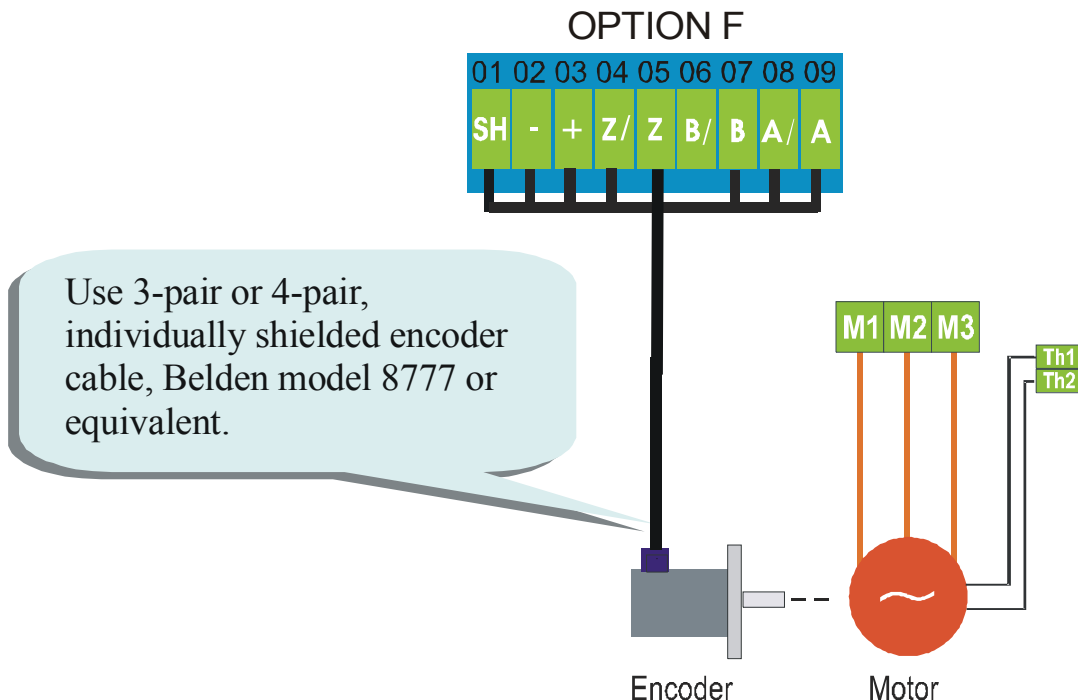 OPTION F
01 02 03 04 05 06 07 08 09
SH - + Z/ Z B/ B A/ A
Use 3-pair or 4-pair,
individually shielded encoder
cable, Belden model 8777 or
equivalent.
M1 M2 M3
Th1
Th2
Encoder
Motor